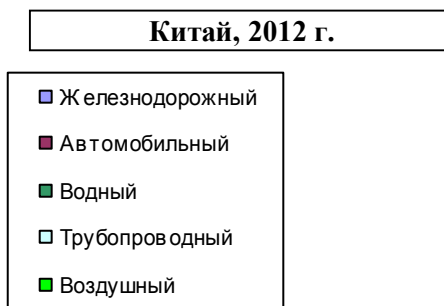 Китай, 2012 г.
Железнодорожный
Автомобильный
Водный
Трубопроводный
Воздушный